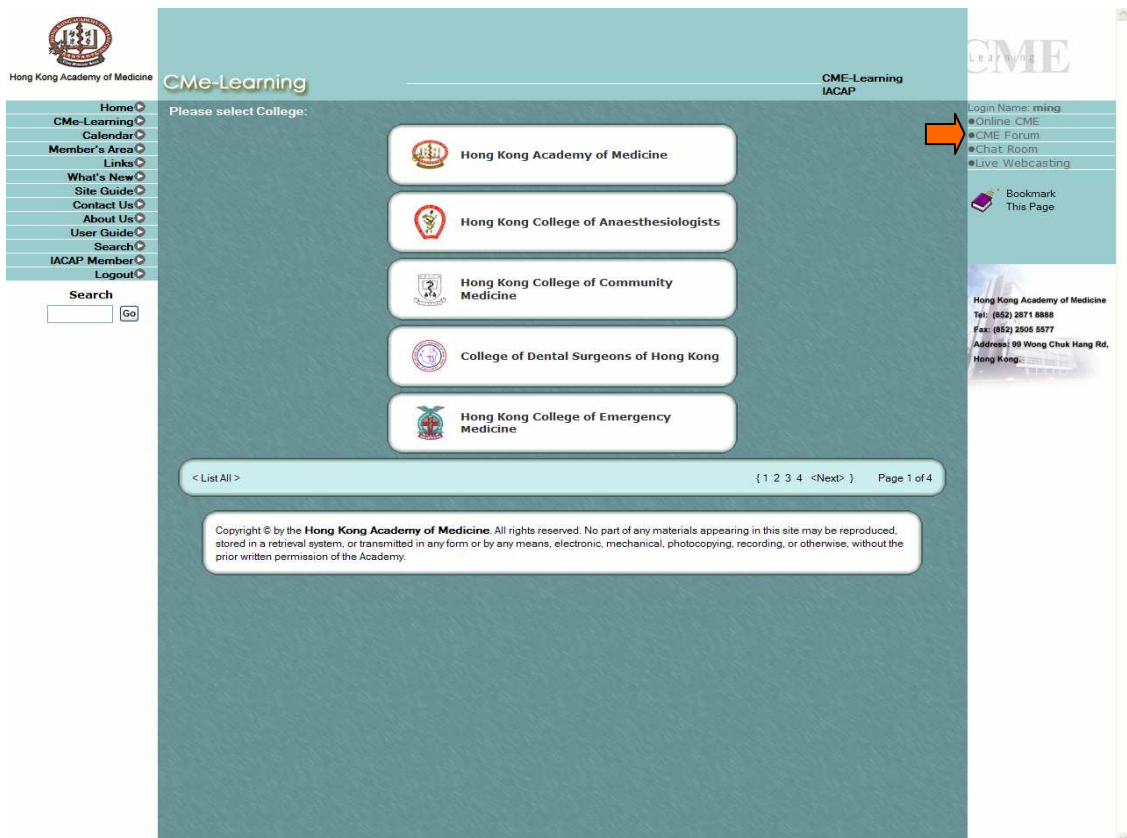 Hong Kong Academy of Medicine
Home
CMe-Learning
Calendar
Member's Area
Links
What's New
Site Guide
Contact Us
About Us
User Guide
Search
IACAP Member
Logout
Search
Go
CMe-Learning
CME-Learning
IACAP
Please select College:
Hong Kong Academy of Medicine
Hong Kong College of Anaesthesiologists
Hong Kong College of Community
Medicine
College of Dental Surgeons of Hong Kong
Hong Kong College of Emergency
Medicine
< List All >
{ 1 2 3 4 <Next> } Page 1 of 4
Copyright © by the Hong Kong Academy of Medicine. All rights reserved. No part of any materials appearing in this site may be reproduced,
stored in a retrieval system, or transmitted in any form or by any means, electronic, mechanical, photocopying, recording, or otherwise, without the
prior written permission of the Academy.
CME
Learning
Login Name: ming
Online CME
CME Forum
Chat Room
Live Webcasting
Bookmark
This Page
Hong Kong Academy of Medicine
Tel: (852) 2871 8888
Fax: (852) 2505 5577
Address: 99 Wong Chuk Hang Rd,
Hong Kong.